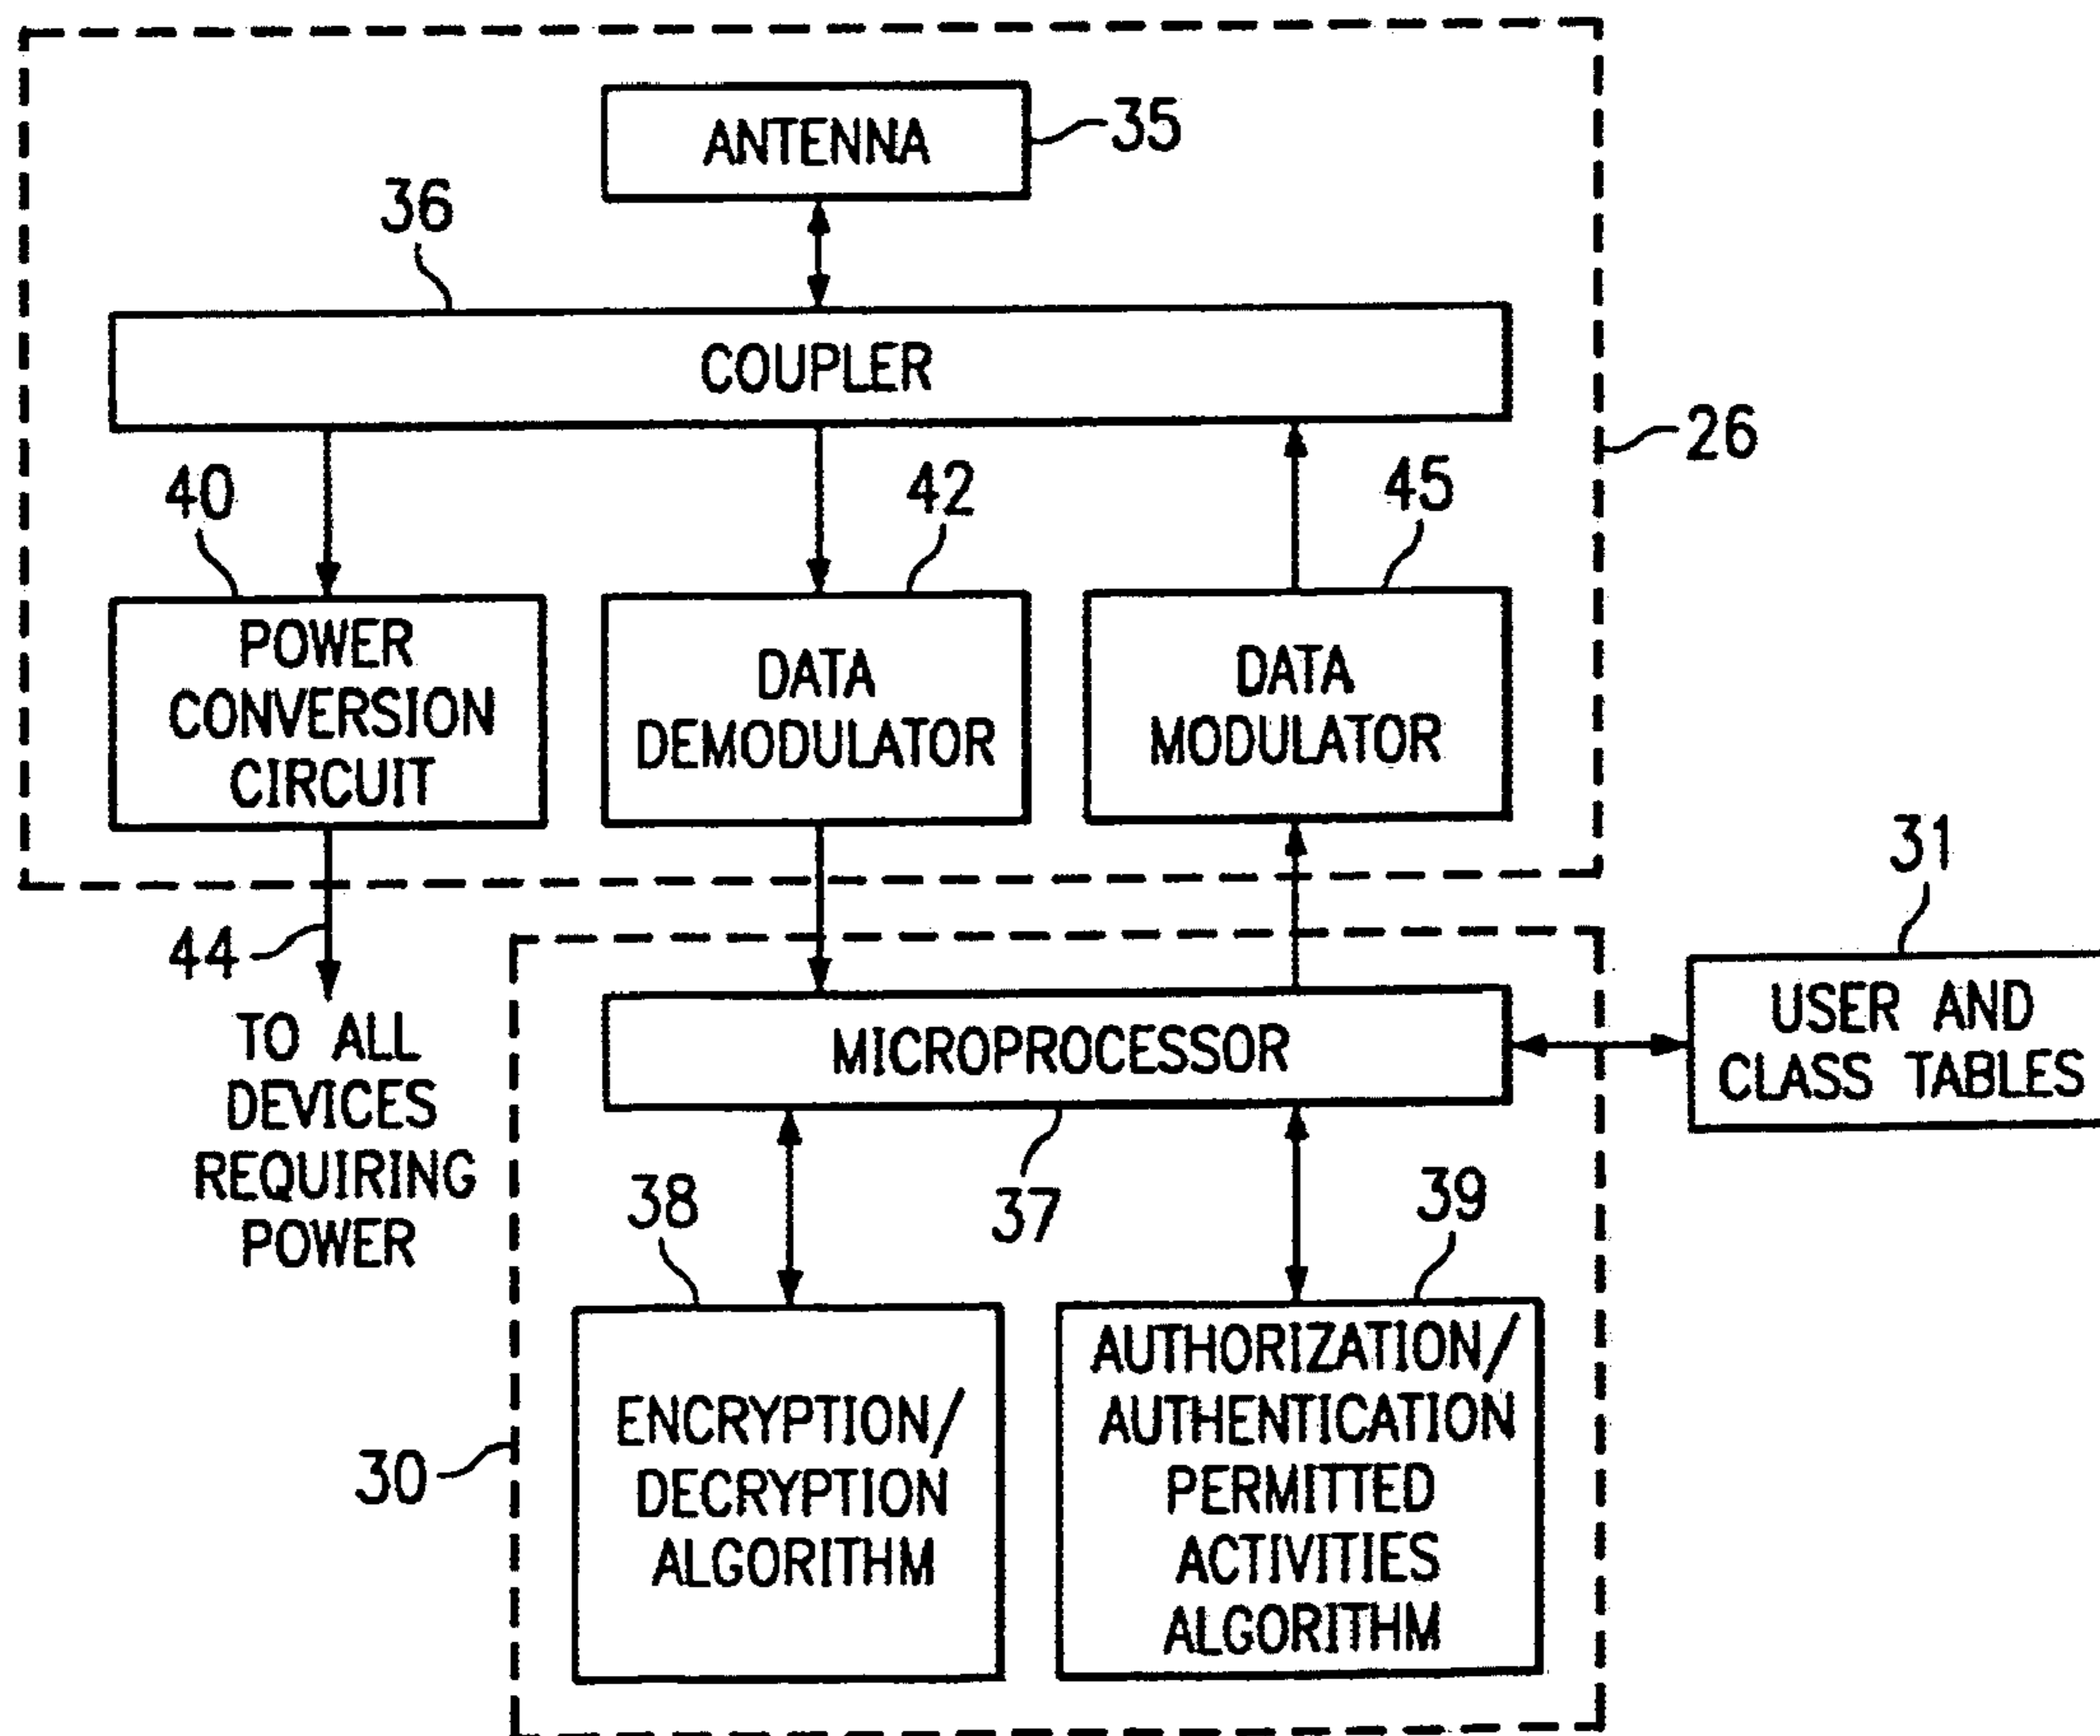 ANTENNA
35
36
COUPLER
26
40
42
45
POWER
CONVERSION
CIRCUIT
DATA
DEMODULATOR
DATA
MODULATOR
31
44
TO ALL
DEVICES
REQUIRING
POWER
MICROPROCESSOR
USER AND
CLASS TABLES
38
37
39
30
ENCRYPTION/
DECRYPTION
ALGORITHM
AUTHORIZATION/
AUTHENTICATION
PERMITTED
ACTIVITIES
ALGORITHM